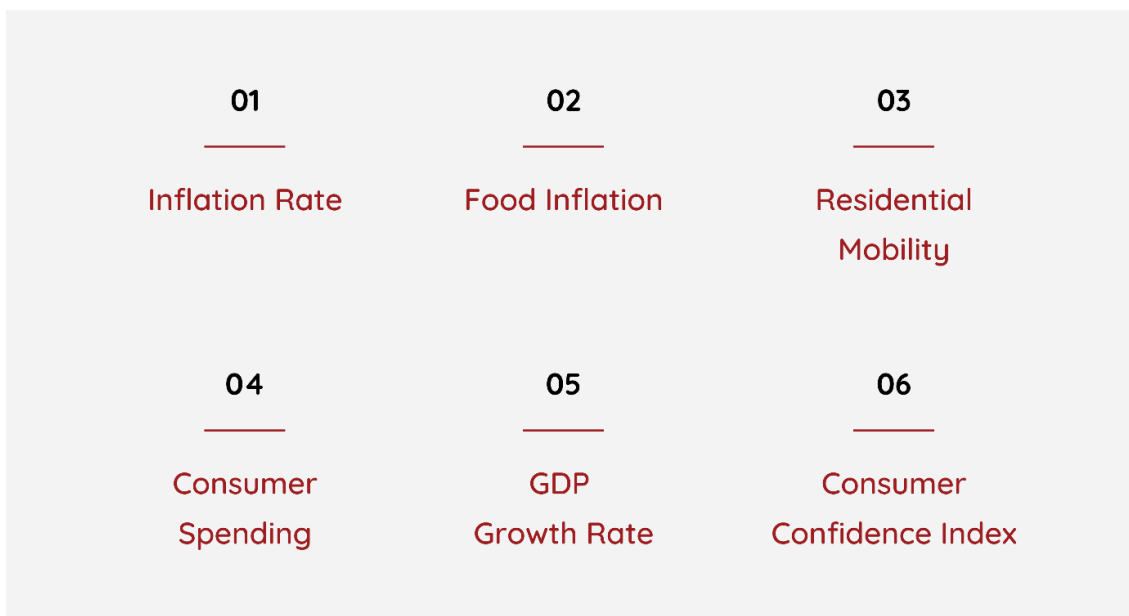 01
Inflation Rate
02
Food Inflation
03
Residential
Mobility
04
Consumer
Spending
05
GDP
Growth Rate
06
Consumer
Confidence Index